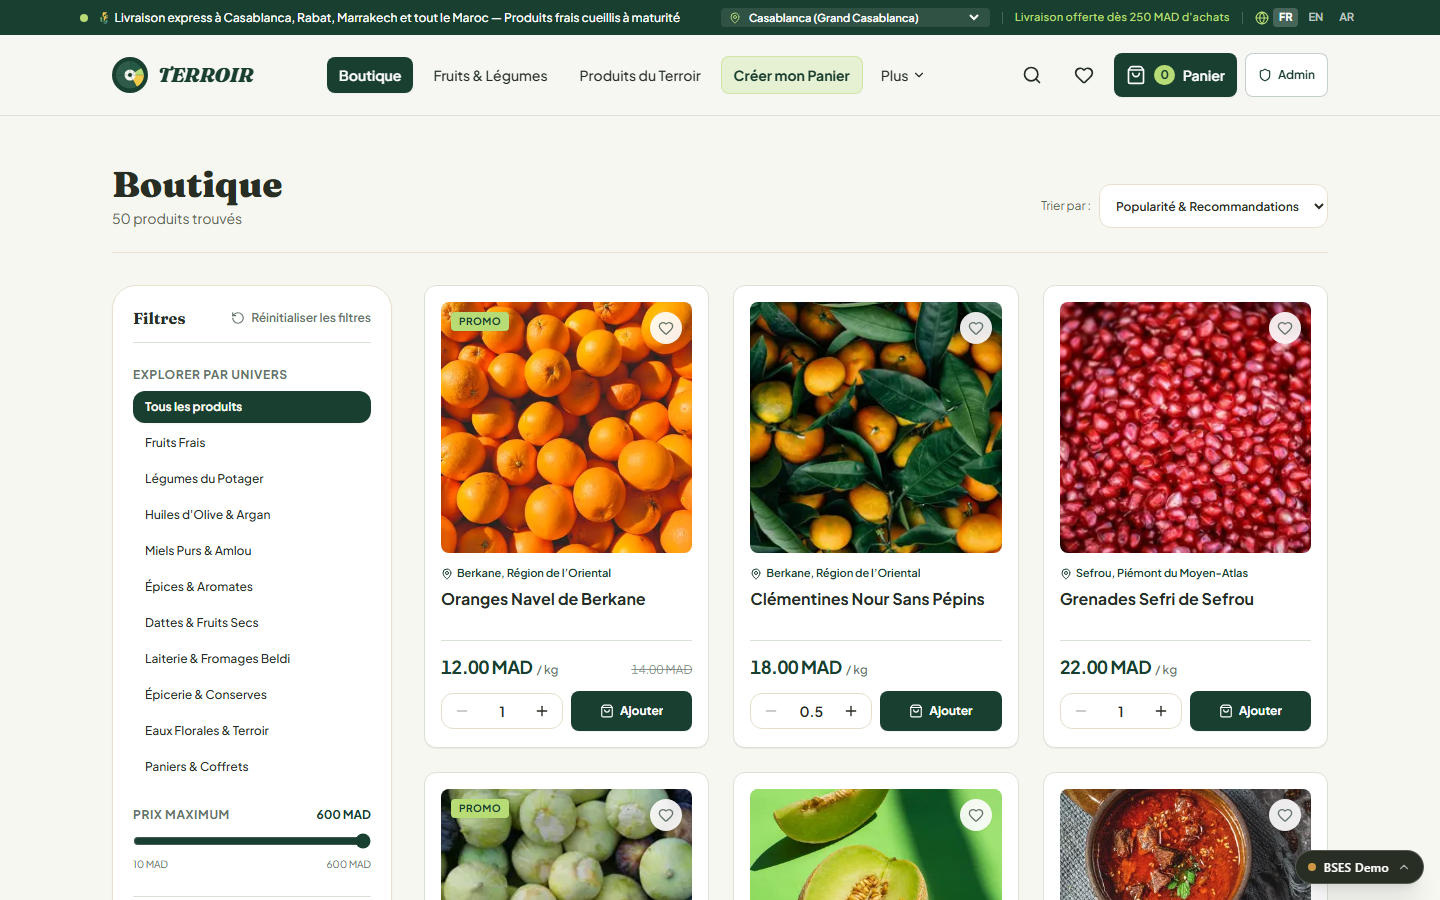 Livraison express à Casablanca, Rabat, Marrakech et tout le Maroc — Produits frais cueillis à maturité
Casablanca (Grand Casablanca)
Livraison offerte dès 250 MAD d'achats
FR EN AR
TERROIR
Boutique
Fruits & Légumes
Produits du Terroir
Créer mon Panier
Plus
0 Panier
Admin
Boutique
50 produits trouvés
Trier par :
Popularité & Recommandations
Filtres
Réinitialiser les filtres
EXPLORER PAR UNIVERS
Tous les produits
Fruits Frais
Légumes du Potager
Huiles d'Olive & Argan
Miels Purs & Amlou
Épices & Aromates
Dattes & Fruits Secs
Laiterie & Fromages Beldi
Épicerie & Conserves
Eaux Florales & Terroir
Paniers & Coffrets
PRIX MAXIMUM
600 MAD
10 MAD
600 MAD
PROMO
Berkane, Région de l'Oriental
Oranges Navel de Berkane
12.00 MAD / kg
14.00 MAD
1
Ajouter
Berkane, Région de l'Oriental
Clémentines Nour Sans Pépins
18.00 MAD / kg
0.5
Ajouter
Sefrou, Piémont du Moyen-Atlas
Grenades Sefri de Sefrou
22.00 MAD / kg
1
Ajouter
PROMO
BSES Demo